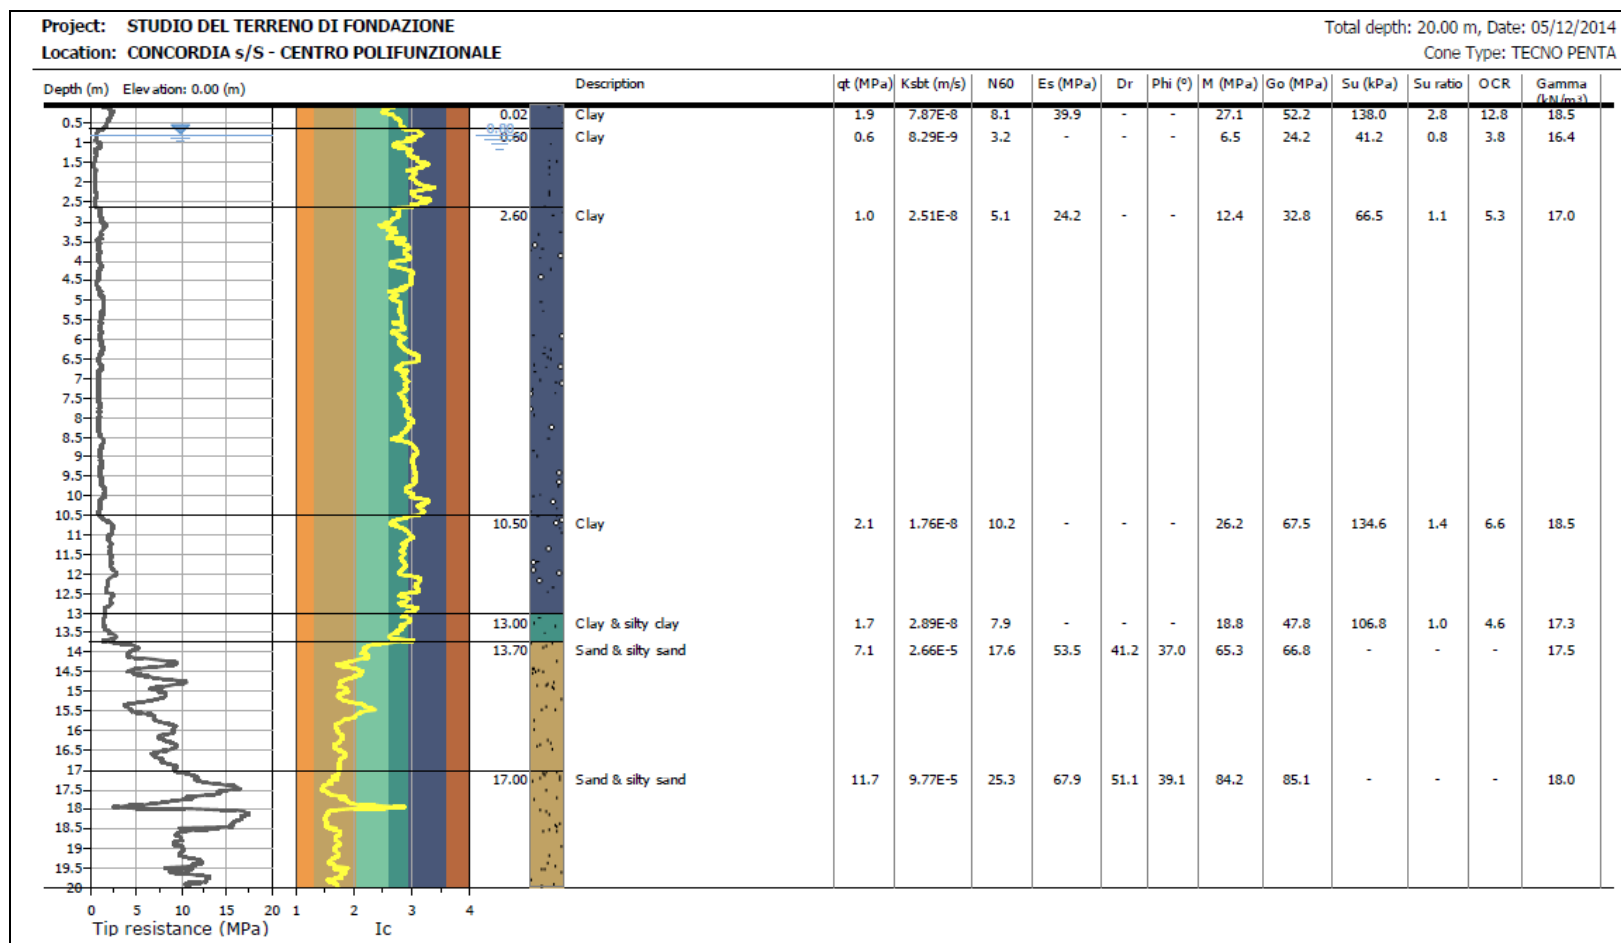 Project: STUDIO DEL TERRENO DI FONDAZIONE
Total depth: 20.00 m, Date: 05/12/2014
Location: CONCORDIA s/S - CENTRO POLIFUNZIONALE
Cone Type: TECNO PENTA
Depth (m) Elevation: 0.00 (m) Description qt (MPa) Ksbt (m/s) N60 Es (MPa) Dr Phi (º) M (MPa) Go (MPa) Su (kPa) Su ratio OCR Gamma (kN/m³)
0.02 Clay 1.9 7.87E-8 8.1 39.9 - - 27.1 52.2 138.0 2.8 12.8 18.5
0.5
0.00
0.60 Clay 0.6 8.29E-9 3.2 - - - 6.5 24.2 41.2 0.8 3.8 16.4
1
1.5
2
2.5
2.60 Clay 1.0 2.51E-8 5.1 24.2 - - 12.4 32.8 66.5 1.1 5.3 17.0
3
3.5
4
4.5
5
5.5
6
6.5
7
7.5
8
8.5
9
9.5
10
10.5
10.50 Clay 2.1 1.76E-8 10.2 - - - 26.2 67.5 134.6 1.4 6.6 18.5
11
11.5
12
12.5
13
13.00 Clay & silty clay 1.7 2.89E-8 7.9 - - - 18.8 47.8 106.8 1.0 4.6 17.3
13.5
13.70 Sand & silty sand 7.1 2.66E-5 17.6 53.5 41.2 37.0 65.3 66.8 - - - 17.5
14
14.5
15
15.5
16
16.5
17
17.00 Sand & silty sand 11.7 9.77E-5 25.3 67.9 51.1 39.1 84.2 85.1 - - - 18.0
17.5
18
18.5
19
19.5
20
0 5 10 15 20 1 2 3 4
Tip resistance (MPa) Ic